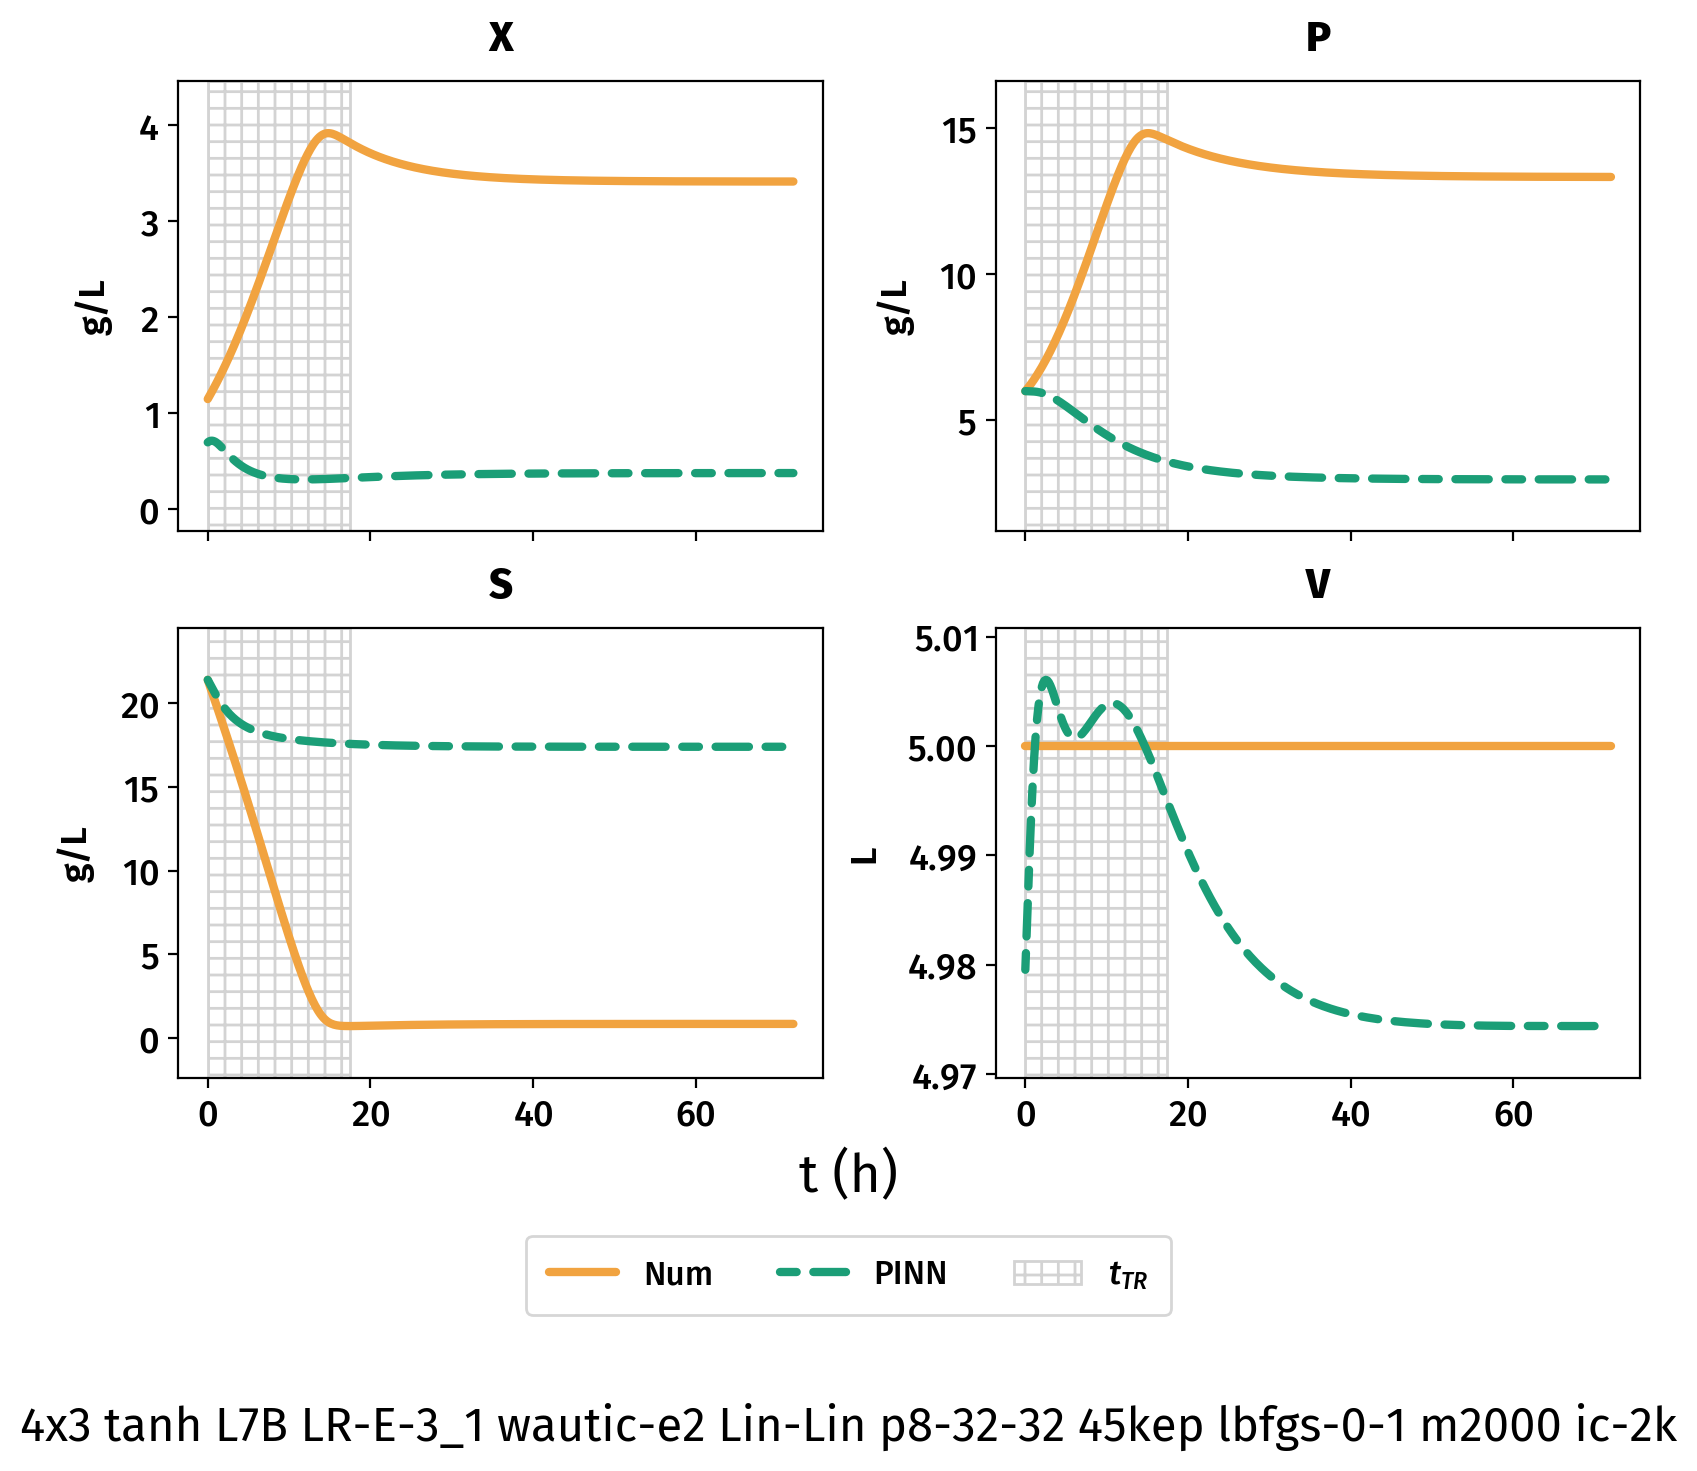 X
P
4
3
2
1
0
g/L
15
10
5
g/L
S
V
20
15
10
5
0
g/L
5.01
5.00
4.99
4.98
4.97
L
0 20 40 60
0 20 40 60
t (h)
Num PINN t_TR
4x3 tanh L7B LR-E-3_1 wautic-e2 Lin-Lin p8-32-32 45kep lbfgs-0-1 m2000 ic-2k